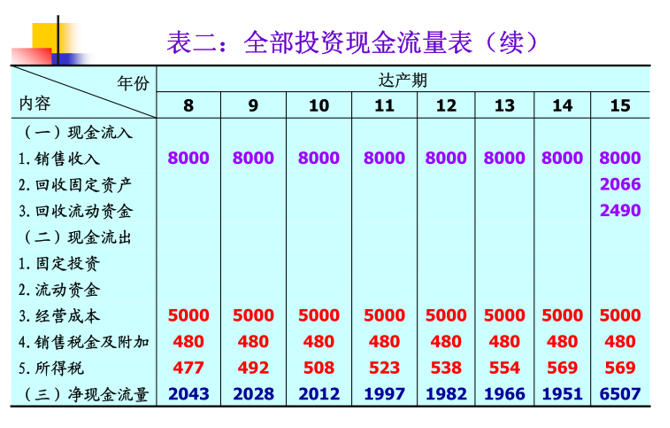 表二：全部投资现金流量表（续）
年份 达产期
内容 8 9 10 11 12 13 14 15
（一）现金流入
1.销售收入 8000 8000 8000 8000 8000 8000 8000 8000
2.回收固定资产 2066
3.回收流动资金 2490
（二）现金流出
1.固定投资
2.流动资金
3.经营成本 5000 5000 5000 5000 5000 5000 5000 5000
4.销售税金及附加 480 480 480 480 480 480 480 480
5.所得税 477 492 508 523 538 554 569 569
（三）净现金流量 2043 2028 2012 1997 1982 1966 1951 6507